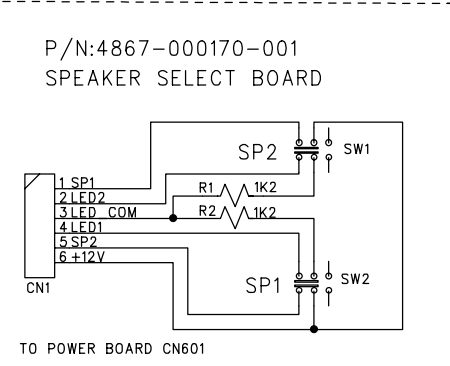 P/N:4867-000170-001
SPEAKER SELECT BOARD
SP2
SW1
1 SP1
2 LED2
3 LED COM
4 LED1
5 SP2
6 +12V
R1
1K2
R2
1K2
CN1
SP1
SW2
TO POWER BOARD CN601